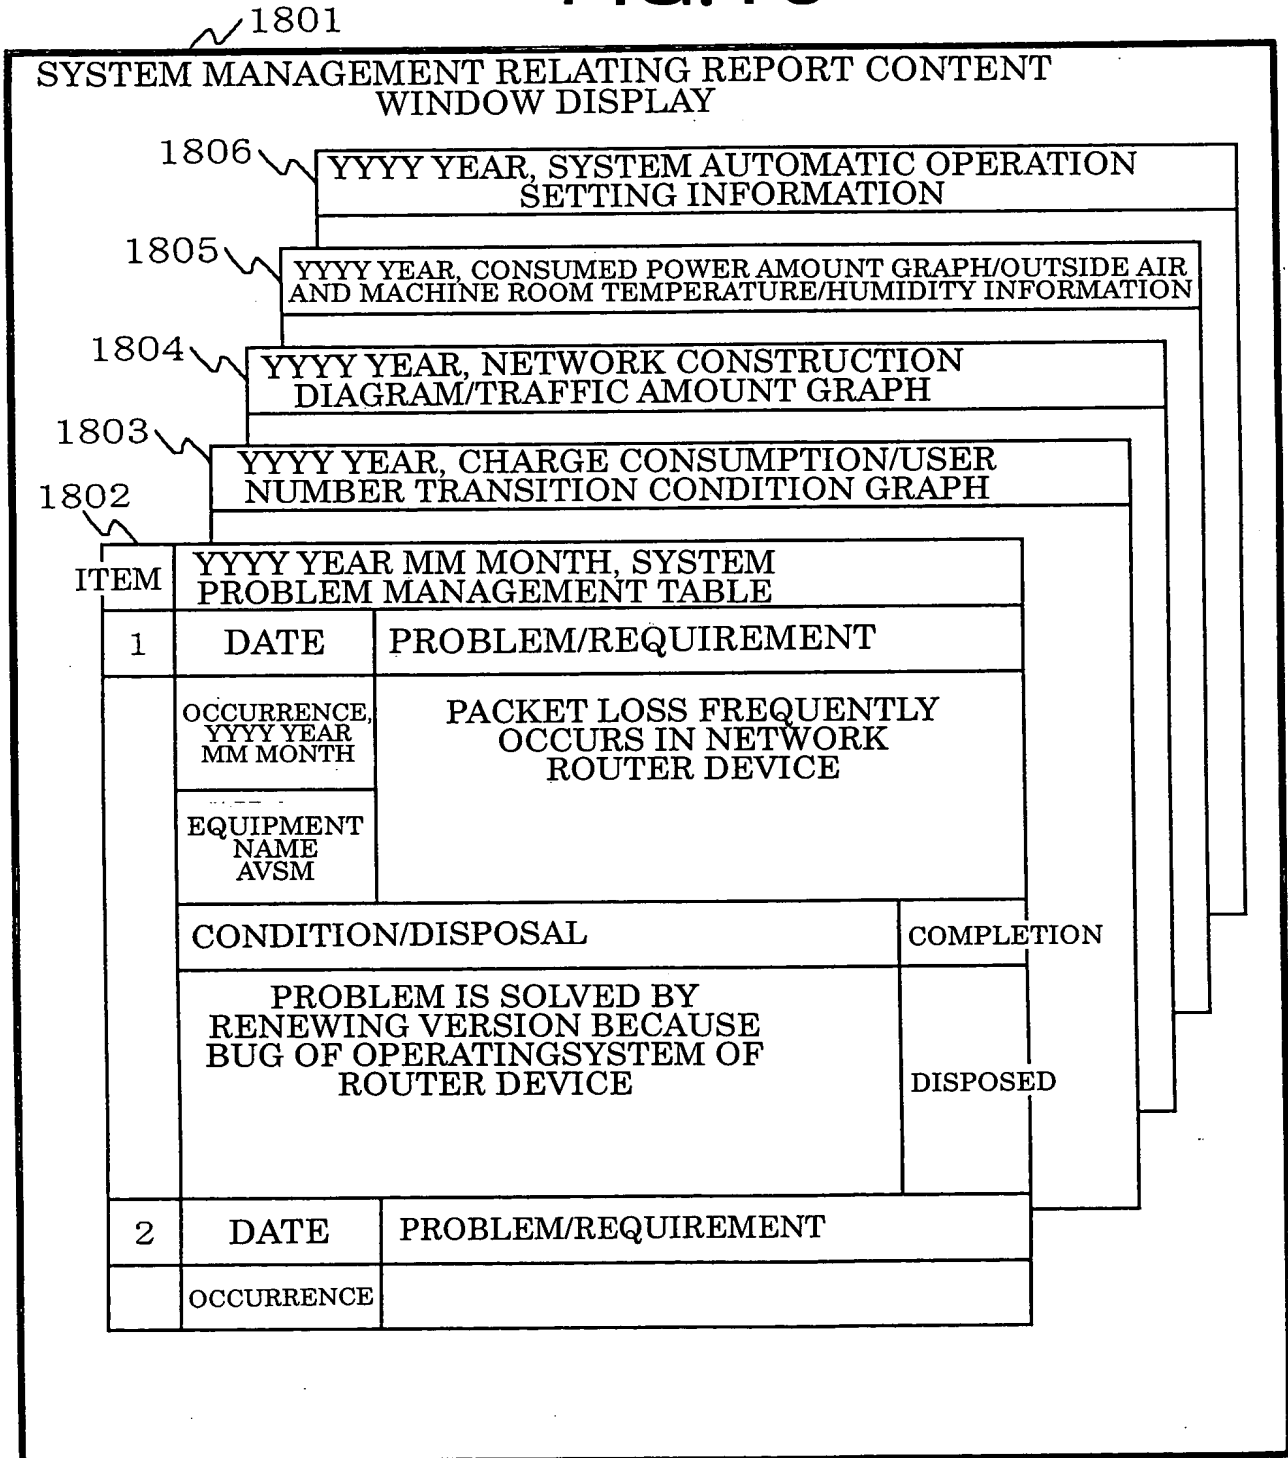 1801
SYSTEM MANAGEMENT RELATING REPORT CONTENT
WINDOW DISPLAY
1806
YYYY YEAR, SYSTEM AUTOMATIC OPERATION
SETTING INFORMATION
1805
YYYY YEAR, CONSUMED POWER AMOUNT GRAPH/OUTSIDE AIR
AND MACHINE ROOM TEMPERATURE/HUMIDITY INFORMATION
1804
YYYY YEAR, NETWORK CONSTRUCTION
DIAGRAM/TRAFFIC AMOUNT GRAPH
1803
YYYY YEAR, CHARGE CONSUMPTION/USER
NUMBER TRANSITION CONDITION GRAPH
1802
ITEM
YYYY YEAR MM MONTH, SYSTEM
PROBLEM MANAGEMENT TABLE
1
DATE
PROBLEM/REQUIREMENT
OCCURRENCE,
YYYY YEAR
MM MONTH
PACKET LOSS FREQUENTLY
OCCURS IN NETWORK
ROUTER DEVICE
EQUIPMENT
NAME
AVSM
CONDITION/DISPOSAL
COMPLETION
PROBLEM IS SOLVED BY
RENEWING VERSION BECAUSE
BUG OF OPERATINGSYSTEM OF
ROUTER DEVICE
DISPOSED
2
DATE
PROBLEM/REQUIREMENT
OCCURRENCE